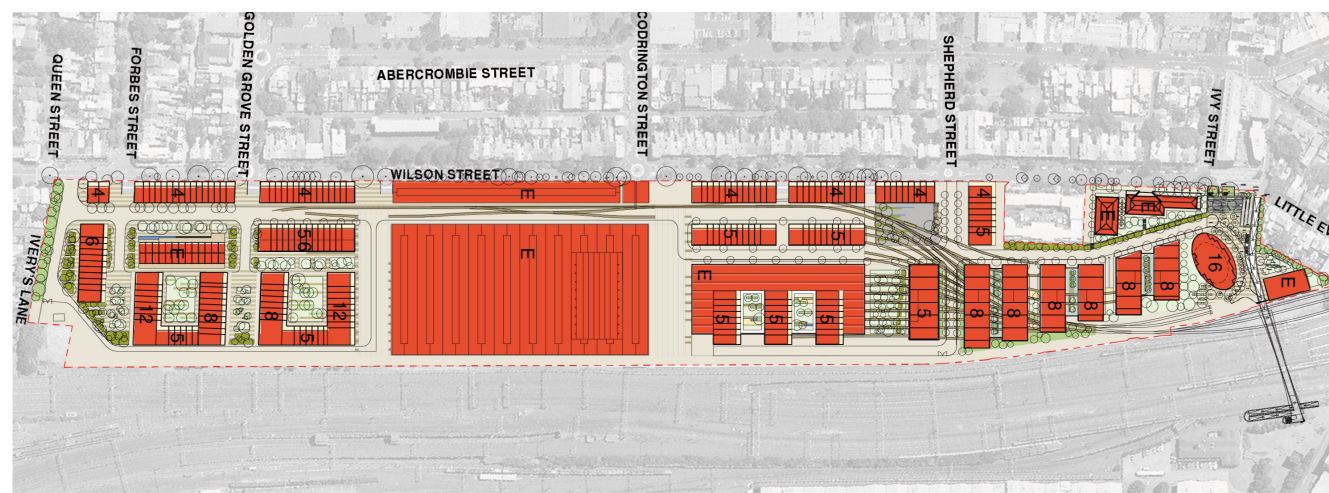 QUEEN STREET
FORBES STREET
GOLDEN GROVE STREET
ABERCROMBIE STREET
CODRINGTON STREET
SHEPHERD STREET
IVY STREET
LITTLE EV
WILSON STREET
IVERY'S LANE
4
4
4
E
4
4
4
4
5
6
E
5 6
E
5
5
E
E
E
16
E
12
8
8
12
5
5
5
5
5
5
8
8
8
8
8
8